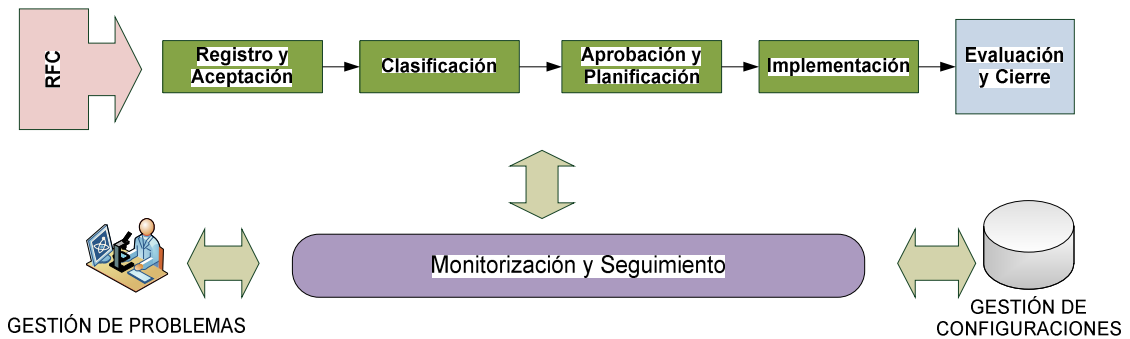 RFC
Registro y
Aceptación
Clasificación
Aprobación y
Planificación
Implementación
Evaluación
y Cierre
Monitorización y Seguimiento
GESTIÓN DE PROBLEMAS
GESTIÓN DE
CONFIGURACIONES